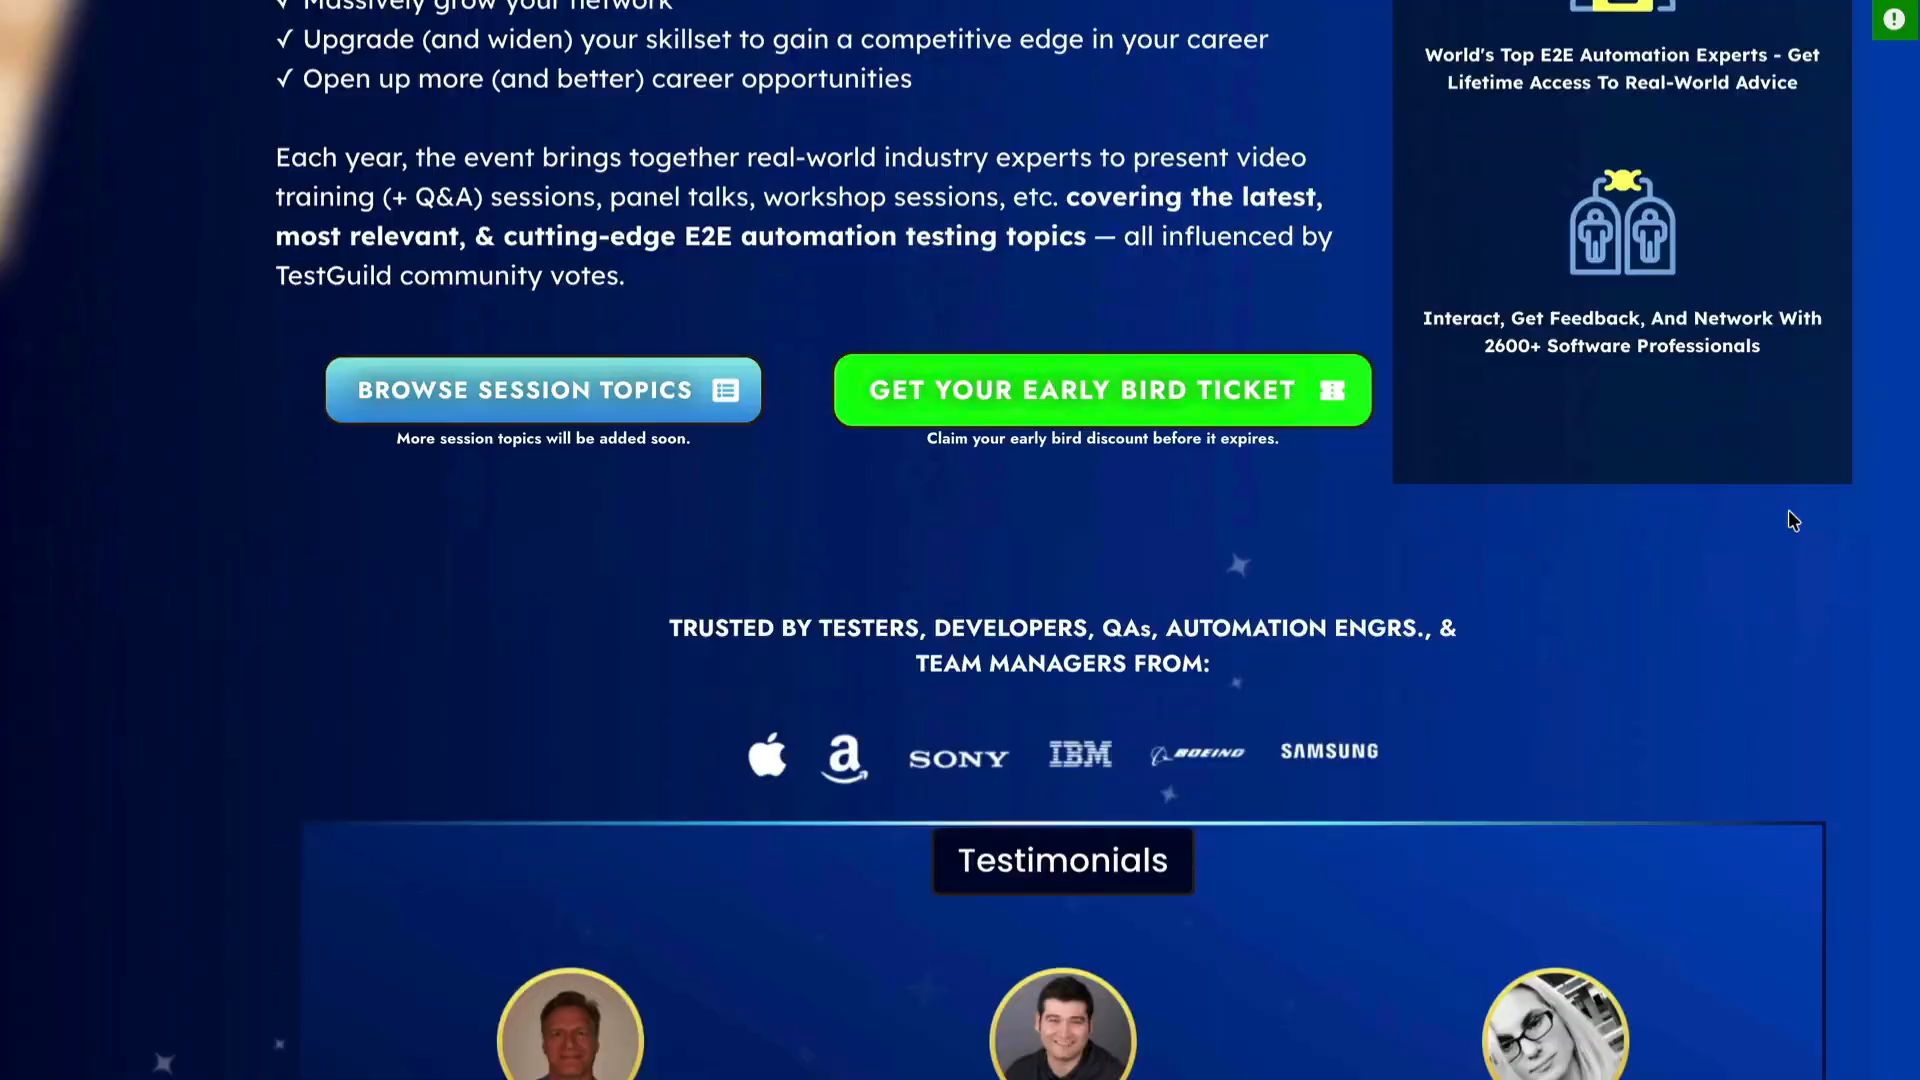 ✓ Massively grow your network
✓ Upgrade (and widen) your skillset to gain a competitive edge in your career
✓ Open up more (and better) career opportunities
Each year, the event brings together real-world industry experts to present video
training (+ Q&A) sessions, panel talks, workshop sessions, etc. covering the latest,
most relevant, & cutting-edge E2E automation testing topics — all influenced by
TestGuild community votes.
BROWSE SESSION TOPICS
More session topics will be added soon.
GET YOUR EARLY BIRD TICKET
Claim your early bird discount before it expires.
World's Top E2E Automation Experts - Get
Lifetime Access To Real-World Advice
Interact, Get Feedback, And Network With
2600+ Software Professionals
TRUSTED BY TESTERS, DEVELOPERS, QAs, AUTOMATION ENGRS., &
TEAM MANAGERS FROM:
a SONY IBM BOEING SAMSUNG
Testimonials